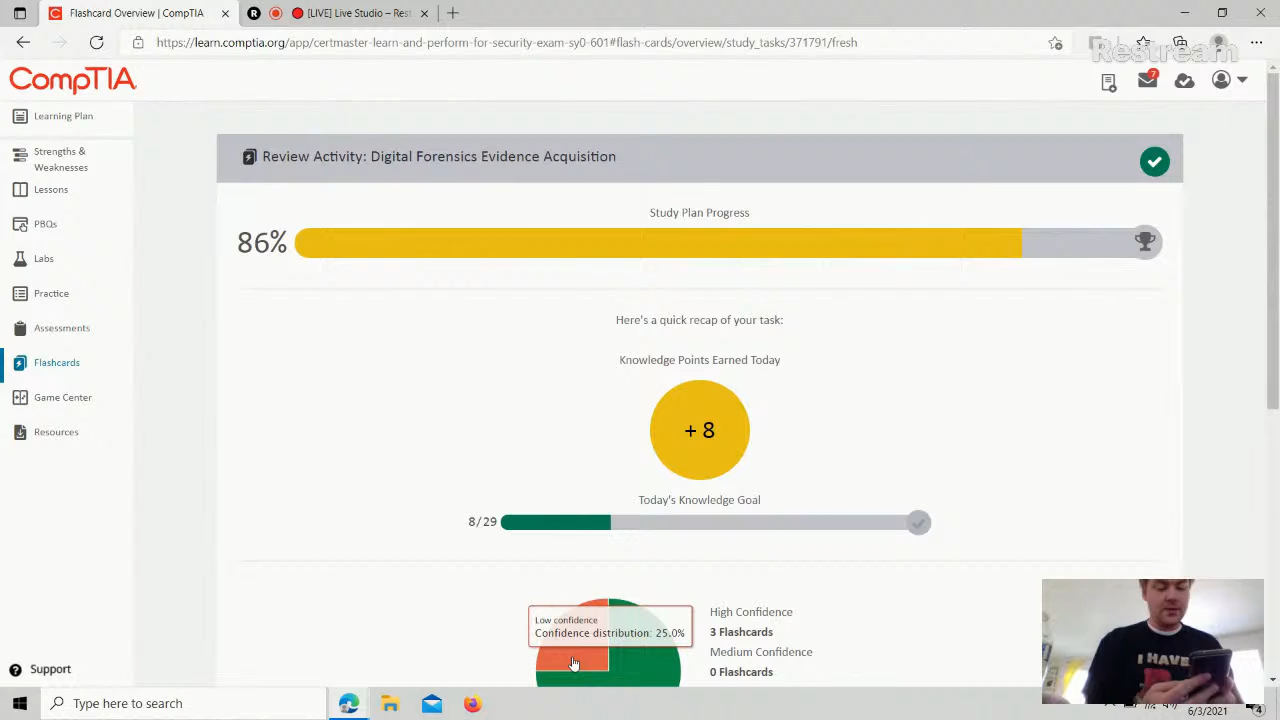 Flashcard Overview | CompTIA
[LIVE] Live Studio – Rest
https://learn.comptia.org/app/certmaster-learn-and-perform-for-security-exam-sy0-601#flash-cards/overview/study_tasks/371791/fresh
Restream
CompTIA
7
Learning Plan
Strengths &
Weaknesses
Lessons
PBQs
Labs
Practice
Assessments
Flashcards
Game Center
Resources
Support
Review Activity: Digital Forensics Evidence Acquisition
Study Plan Progress
86%
Here's a quick recap of your task:
Knowledge Points Earned Today
+ 8
Today's Knowledge Goal
8/29
Low confidence
Confidence distribution: 25.0%
High Confidence
3 Flashcards
Medium Confidence
0 Flashcards
I HAVE
Type here to search
6/3/2021
4